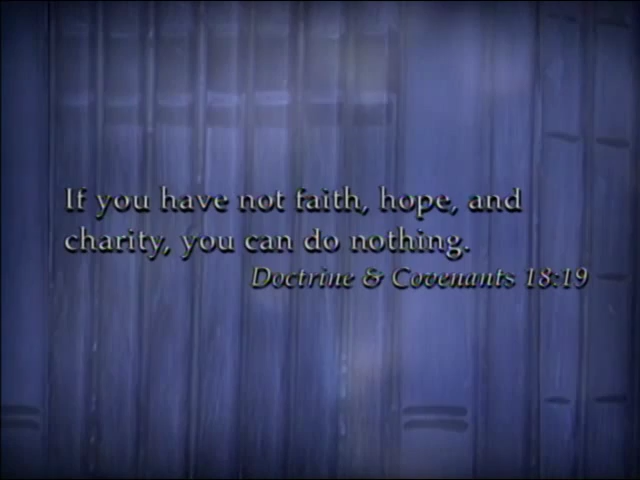 If you have not faith, hope, and
charity, you can do nothing.
Doctrine & Covenants 18:19